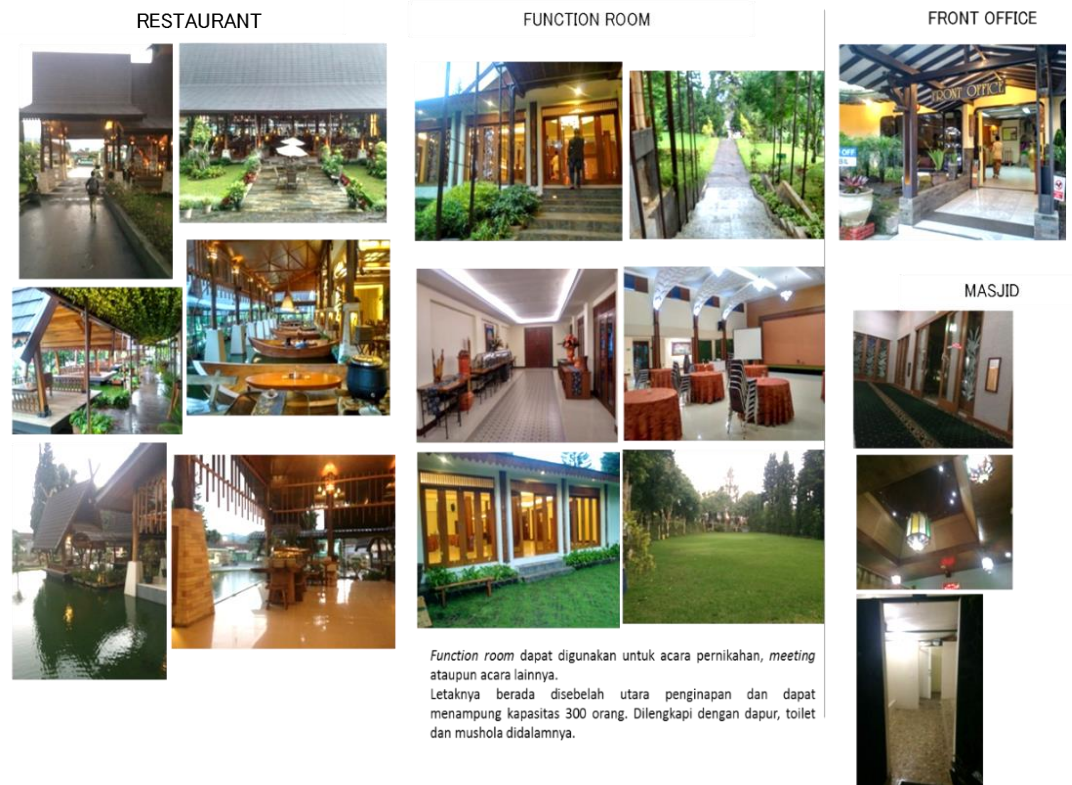 RESTAURANT
FUNCTION ROOM
FRONT OFFICE
FRONT OFFICE
OFF
MASJID
Function room dapat digunakan untuk acara pernikahan, meeting
ataupun acara lainnya.
Letaknya berada disebelah utara penginapan dan dapat
menampung kapasitas 300 orang. Dilengkapi dengan dapur, toilet
dan mushola didalamnya.